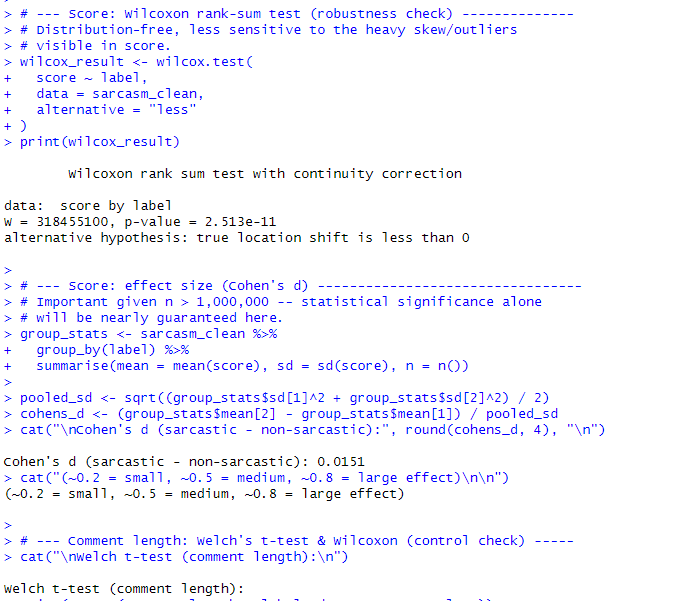 >
> # --- Score: Wilcoxon rank-sum test (robustness check) --------------
> # Distribution-free, less sensitive to the heavy skew/outliers
> # visible in score.
> wilcox_result <- wilcox.test(
+   score ~ label,
+   data = sarcasm_clean,
+   alternative = "less"
+ )
> print(wilcox_result)
        Wilcoxon rank sum test with continuity correction
data:  score by label
W = 318455100, p-value = 2.513e-11
alternative hypothesis: true location shift is less than 0
>
> # --- Score: effect size (Cohen's d) ---------------------------------
> # Important given n > 1,000,000 -- statistical significance alone
> # will be nearly guaranteed here.
> group_stats <- sarcasm_clean %>%
+   group_by(label) %>%
+   summarise(mean = mean(score), sd = sd(score), n = n())
>
> pooled_sd <- sqrt((group_stats$sd[1]^2 + group_stats$sd[2]^2) / 2)
> cohens_d <- (group_stats$mean[2] - group_stats$mean[1]) / pooled_sd
> cat("\nCohen's d (sarcastic - non-sarcastic):", round(cohens_d, 4), "\n")
Cohen's d (sarcastic - non-sarcastic): 0.0151
> cat("(~0.2 = small, ~0.5 = medium, ~0.8 = large effect)\n\n")
(~0.2 = small, ~0.5 = medium, ~0.8 = large effect)
>
> # --- Comment length: Welch's t-test & Wilcoxon (control check) -----
> cat("\nWelch t-test (comment length):\n")
Welch t-test (comment length):